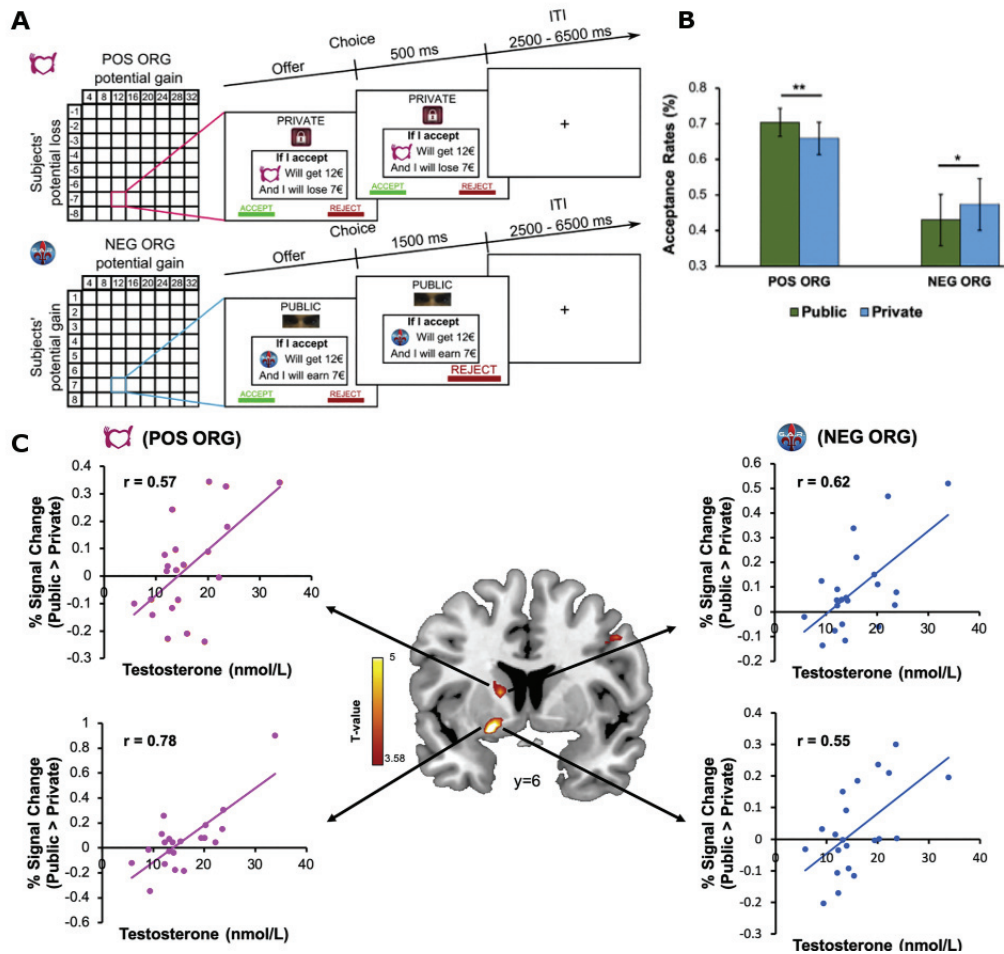 A
POS ORG
potential gain
4 8 12 16 20 24 28 32
Subjects'
potential loss
-1
-2
-3
-4
-5
-6
-7
-8
Offer
Choice
500 ms
ITI
2500 - 6500 ms
PRIVATE
If I accept
Will get 12€
And I will lose 7€
ACCEPT
REJECT
PRIVATE
If I accept
Will get 12€
And I will lose 7€
ACCEPT
REJECT
+
NEG ORG
potential gain
4 8 12 16 20 24 28 32
Subjects'
potential gain
1
2
3
4
5
6
7
8
Offer
Choice
1500 ms
ITI
2500 - 6500 ms
PUBLIC
If I accept
Will get 12€
And I will earn 7€
ACCEPT
REJECT
PUBLIC
If I accept
Will get 12€
And I will earn 7€
REJECT
+
B
Acceptance Rates (%)
0.8
0.7
0.6
0.5
0.4
0.3
**
*
POS ORG
NEG ORG
Public
Private
C
(POS ORG)
r = 0.57
% Signal Change
(Public > Private)
0.4
0.3
0.2
0.1
0
-0.1
-0.2
-0.3
0 10 20 30 40
Testosterone (nmol/L)
r = 0.78
% Signal Change
(Public > Private)
1
0.8
0.6
0.4
0.2
0
-0.2
-0.4
-0.6
0 10 20 30 40
Testosterone (nmol/L)
T-value
5
3.58
y=6
(NEG ORG)
r = 0.62
% Signal Change
(Public > Private)
0.6
0.5
0.4
0.3
0.2
0.1
0
-0.1
-0.2
0 10 20 30 40
Testosterone (nmol/L)
r = 0.55
% Signal Change
(Public > Private)
0.4
0.3
0.2
0.1
0
-0.1
-0.2
-0.3
0 10 20 30 40
Testosterone (nmol/L)